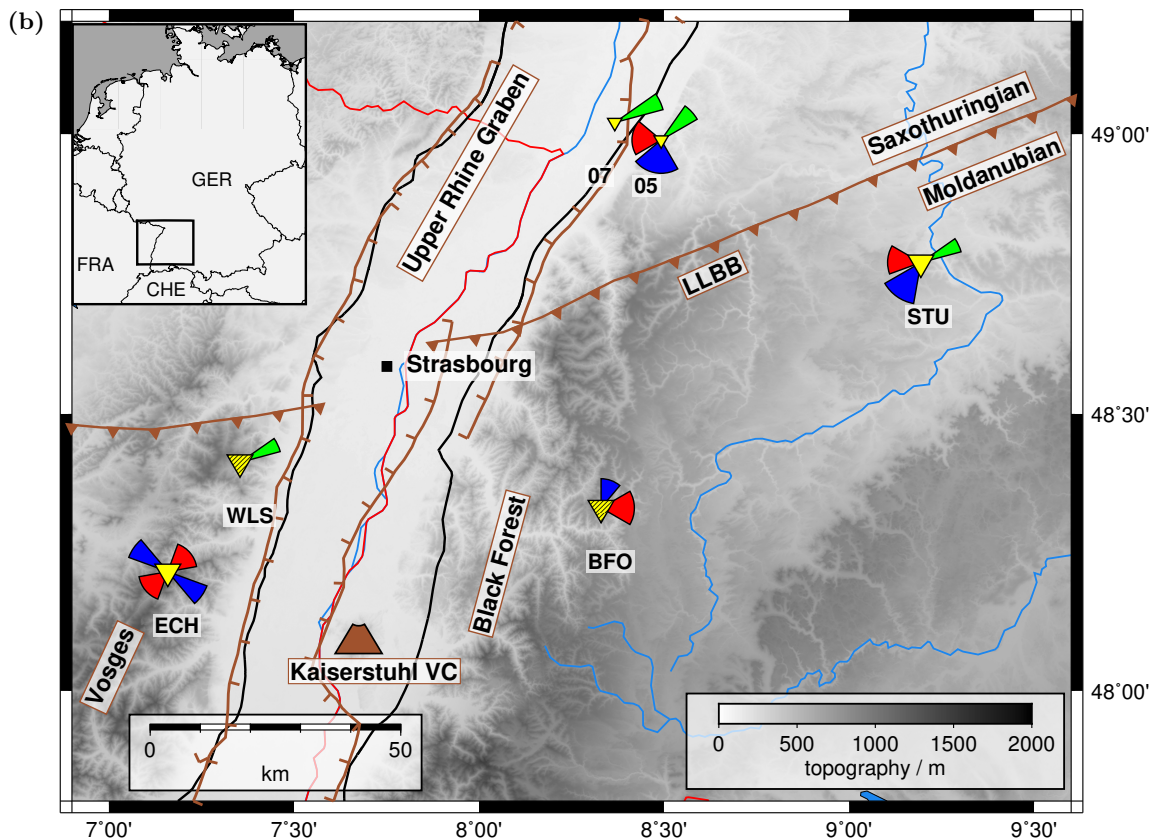 (b)
GER
FRA
CHE
Upper Rhine Graben
Saxothuringian
Moldanubian
LLBB
07
05
STU
Strasbourg
WLS
BFO
ECH
Black Forest
Vosges
Kaiserstuhl VC
0
50
km
0
500
1000
1500
2000
topography / m
49°00'
48°30'
48°00'
7°00'
7°30'
8°00'
8°30'
9°00'
9°30'